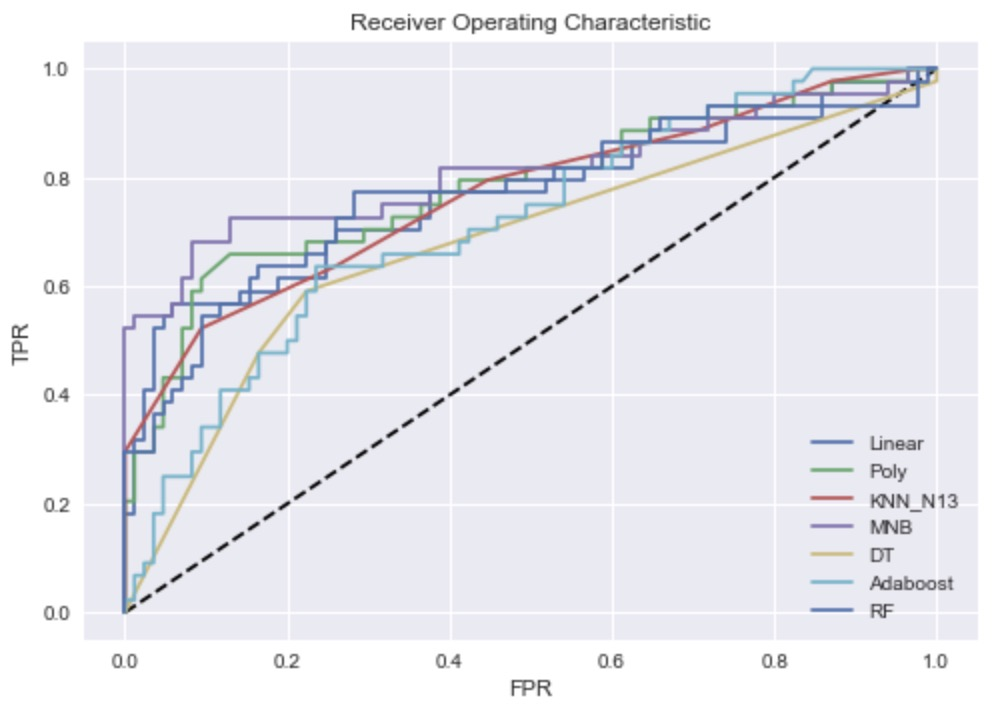 Receiver Operating Characteristic
1.0
0.8
0.6
0.4
0.2
0.0
TPR
Linear
Poly
KNN_N13
MNB
DT
Adaboost
RF
0.0 0.2 0.4 0.6 0.8 1.0
FPR